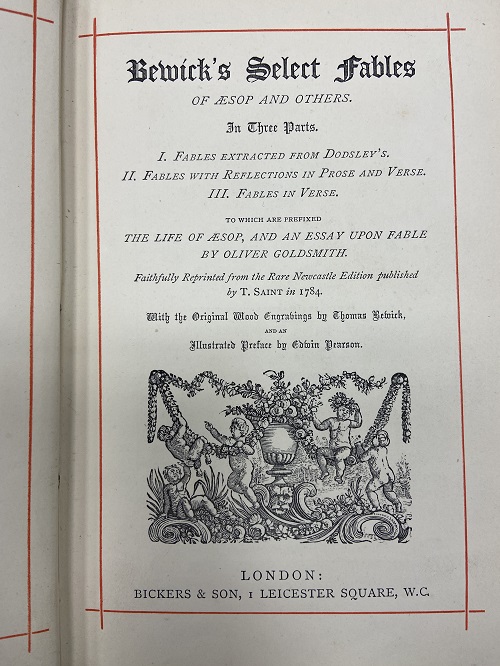 Bewick's Select Fables
OF ÆSOP AND OTHERS.
In Three Parts.
I. FABLES EXTRACTED FROM DODSLEY'S.
II. FABLES WITH REFLECTIONS IN PROSE AND VERSE.
III. FABLES IN VERSE.
TO WHICH ARE PREFIXED
THE LIFE OF ÆSOP, AND AN ESSAY UPON FABLE
BY OLIVER GOLDSMITH.
Faithfully Reprinted from the Rare Newcastle Edition published
by T. SAINT in 1784.
With the Original Wood Engravings by Thomas Bewick,
AND AN
Illustrated Preface by Edwin Pearson.
LONDON:
BICKERS & SON, 1 LEICESTER SQUARE, W.C.